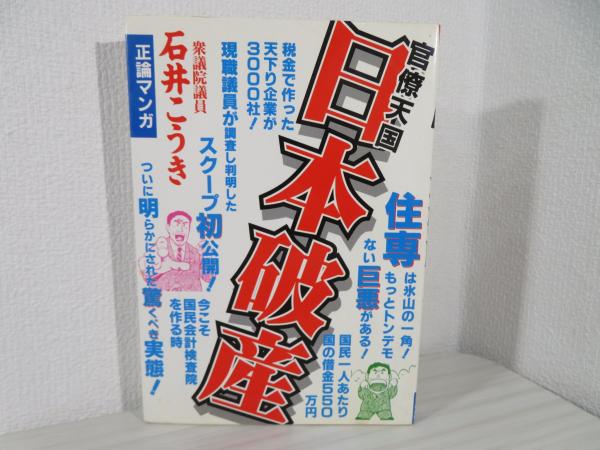 官僚天国
日本破産
税金で作った
天下り企業が
3000社!
現職議員が調査し判明した
スクープ初公開!
衆議院議員
石井こうき
正論マンガ
住専は氷山の一角!
もっとトンデモ
ない巨悪がある!
国民一人あたり
国の借金550
万円
今こそ
国民会計検査院
を作る時
ついに明らかにされた驚くべき実態!